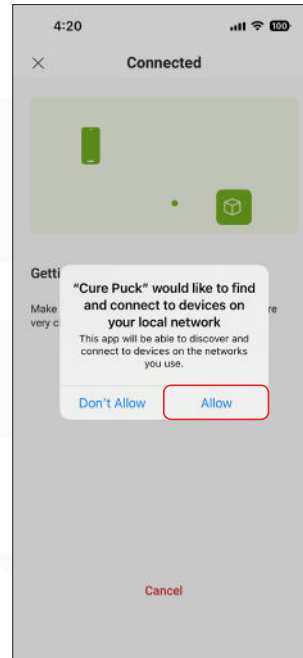 4:20
100
Connected
Getti
Make re
very c
"Cure Puck" would like to find
and connect to devices on
your local network
This app will be able to discover and
connect to devices on the networks
you use.
Don't Allow Allow
Cancel